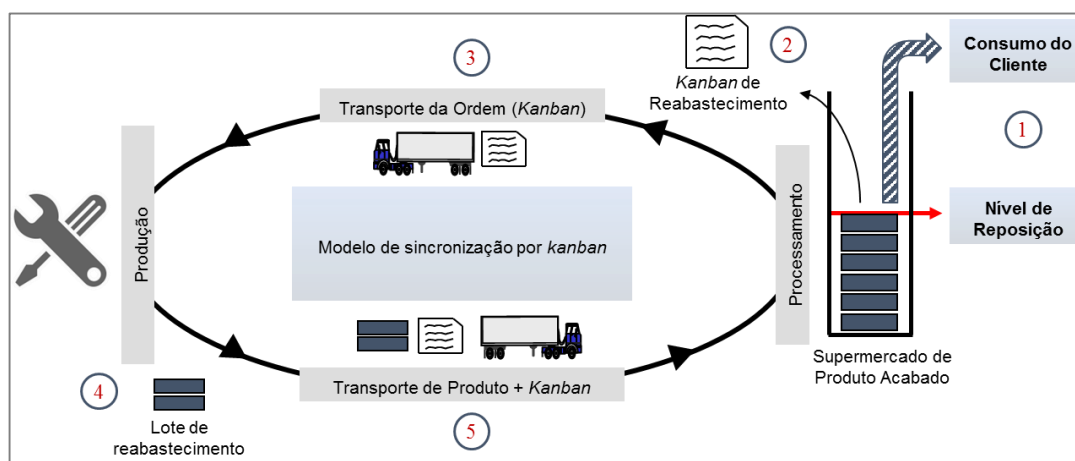 Consumo do
Cliente
1
2
Kanban de
Reabastecimento
3
Transporte da Ordem (Kanban)
Nível de
Reposição
Produção
Modelo de sincronização por kanban
Processamento
Supermercado de
Produto Acabado
Transporte de Produto + Kanban
4
Lote de
reabastecimento
5